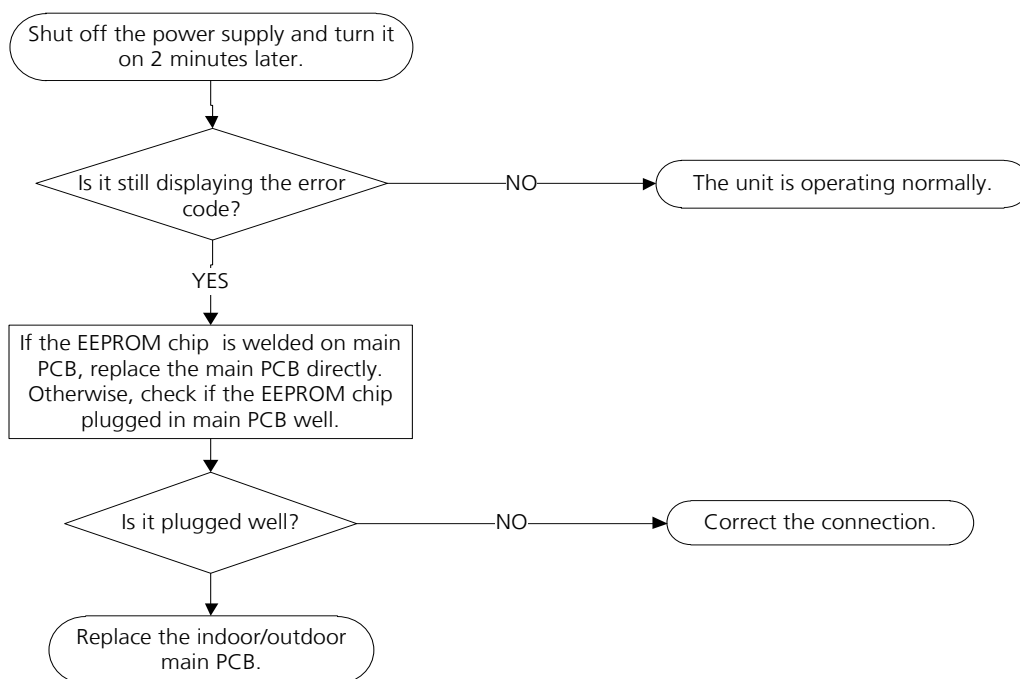 Shut off the power supply and turn it
on 2 minutes later.
Is it still displaying the error
code?
NO
The unit is operating normally.
YES
If the EEPROM chip  is welded on main
PCB, replace the main PCB directly.
Otherwise, check if the EEPROM chip
plugged in main PCB well.
Is it plugged well?
NO
Correct the connection.
Replace the indoor/outdoor
main PCB.